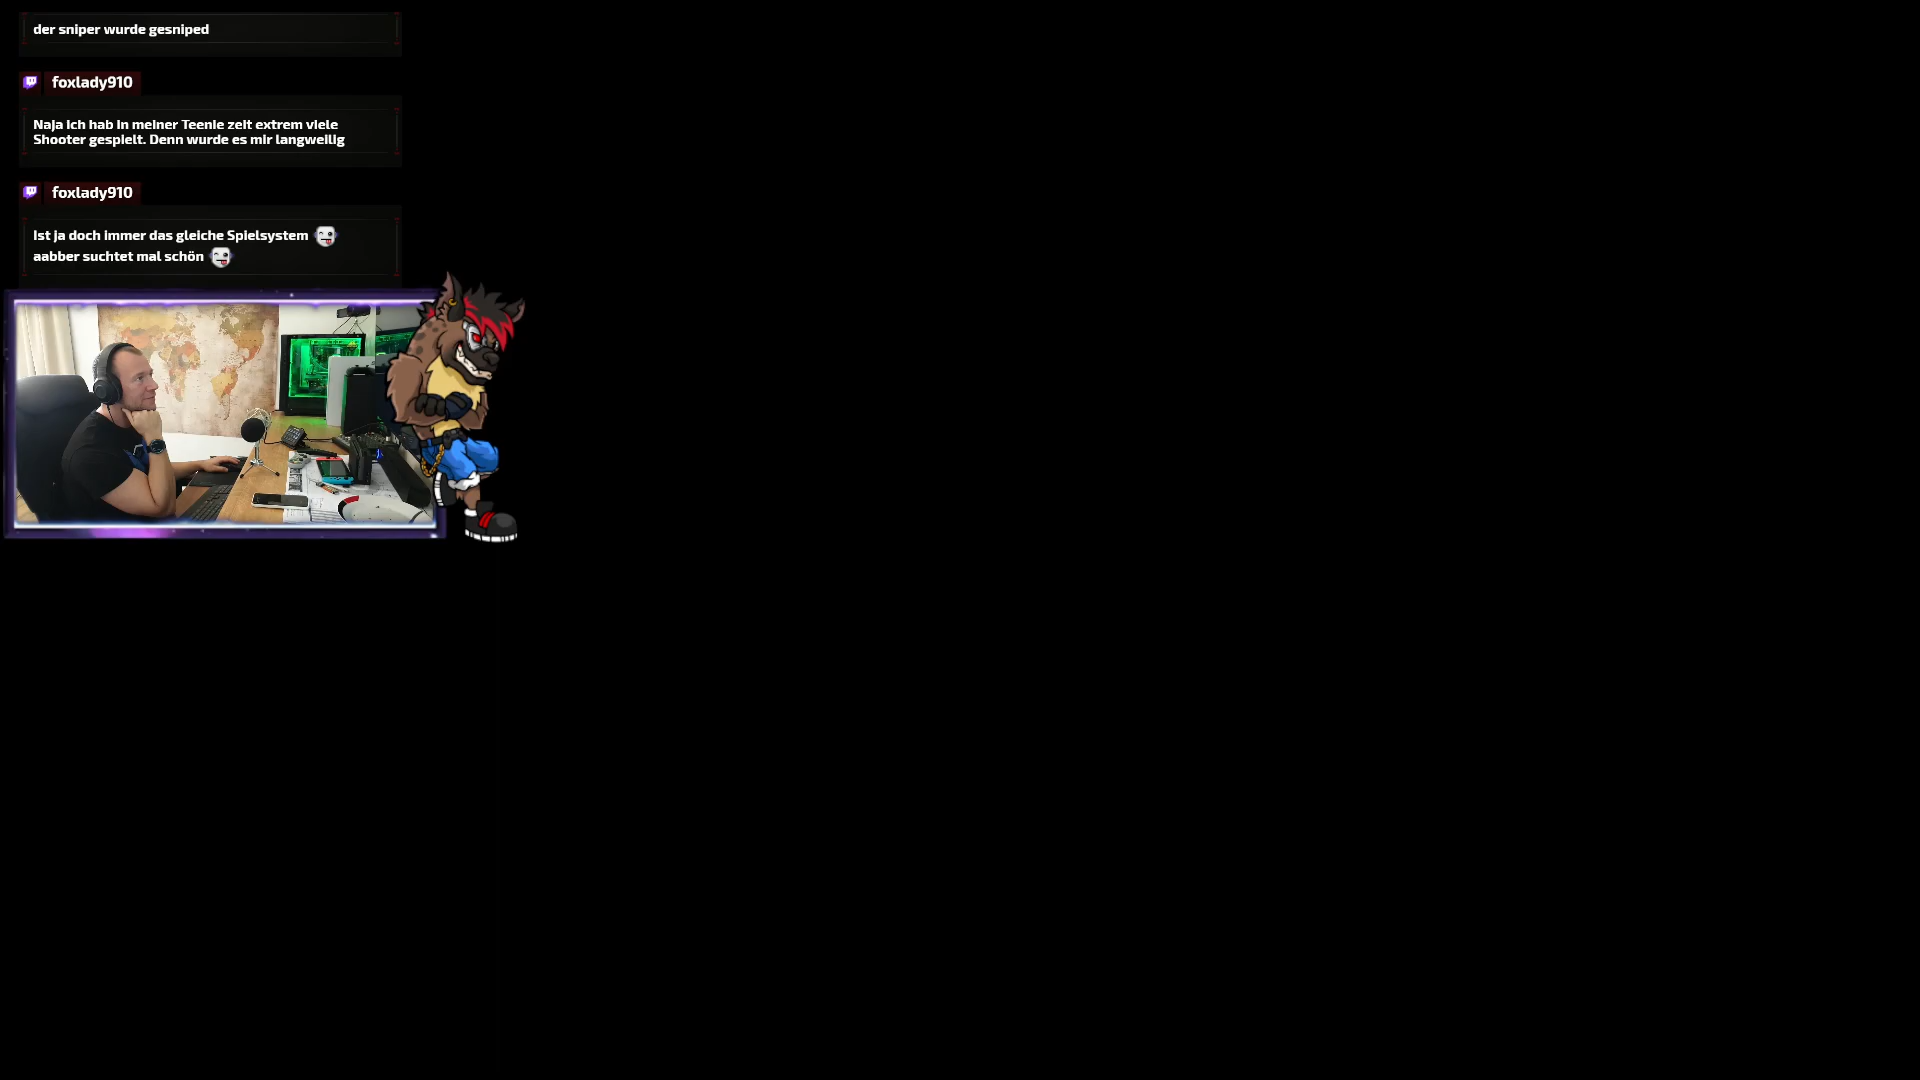 der sniper wurde gesniped
foxlady910
Naja ich hab in meiner Teenie zeit extrem viele
Shooter gespielt. Denn wurde es mir langweilig
foxlady910
Ist ja doch immer das gleiche Spielsystem
aabber suchtet mal schön